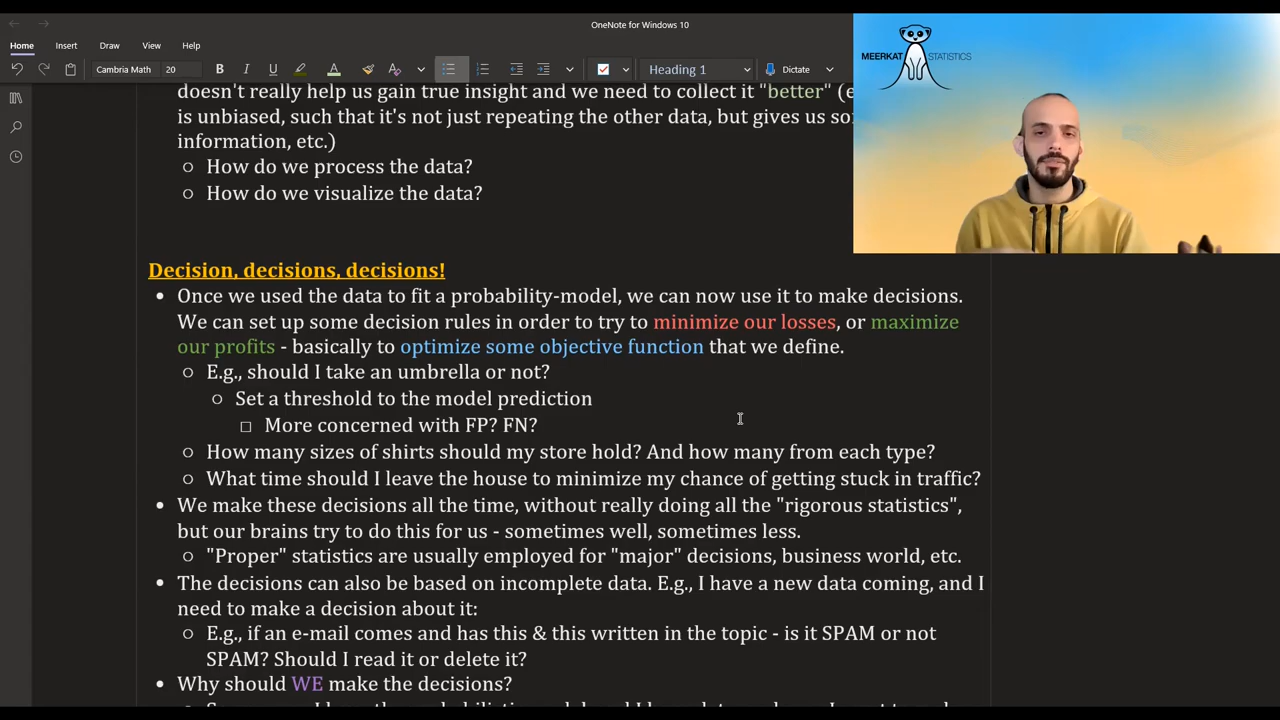 OneNote for Windows 10
Home Insert Draw View Help
Cambria Math 20 B I U A A Heading 1 Dictate
MEERKAT STATISTICS
doesn't really help us gain true insight and we need to collect it "better" (e
is unbiased, such that it's not just repeating the other data, but gives us so
information, etc.)
○ How do we process the data?
○ How do we visualize the data?
Decision, decisions, decisions!
• Once we used the data to fit a probability-model, we can now use it to make decisions.
We can set up some decision rules in order to try to minimize our losses, or maximize
our profits - basically to optimize some objective function that we define.
○ E.g., should I take an umbrella or not?
○ Set a threshold to the model prediction
□ More concerned with FP? FN?
○ How many sizes of shirts should my store hold? And how many from each type?
○ What time should I leave the house to minimize my chance of getting stuck in traffic?
• We make these decisions all the time, without really doing all the "rigorous statistics",
but our brains try to do this for us - sometimes well, sometimes less.
○ "Proper" statistics are usually employed for "major" decisions, business world, etc.
• The decisions can also be based on incomplete data. E.g., I have a new data coming, and I
need to make a decision about it:
○ E.g., if an e-mail comes and has this & this written in the topic - is it SPAM or not
SPAM? Should I read it or delete it?
• Why should WE make the decisions?